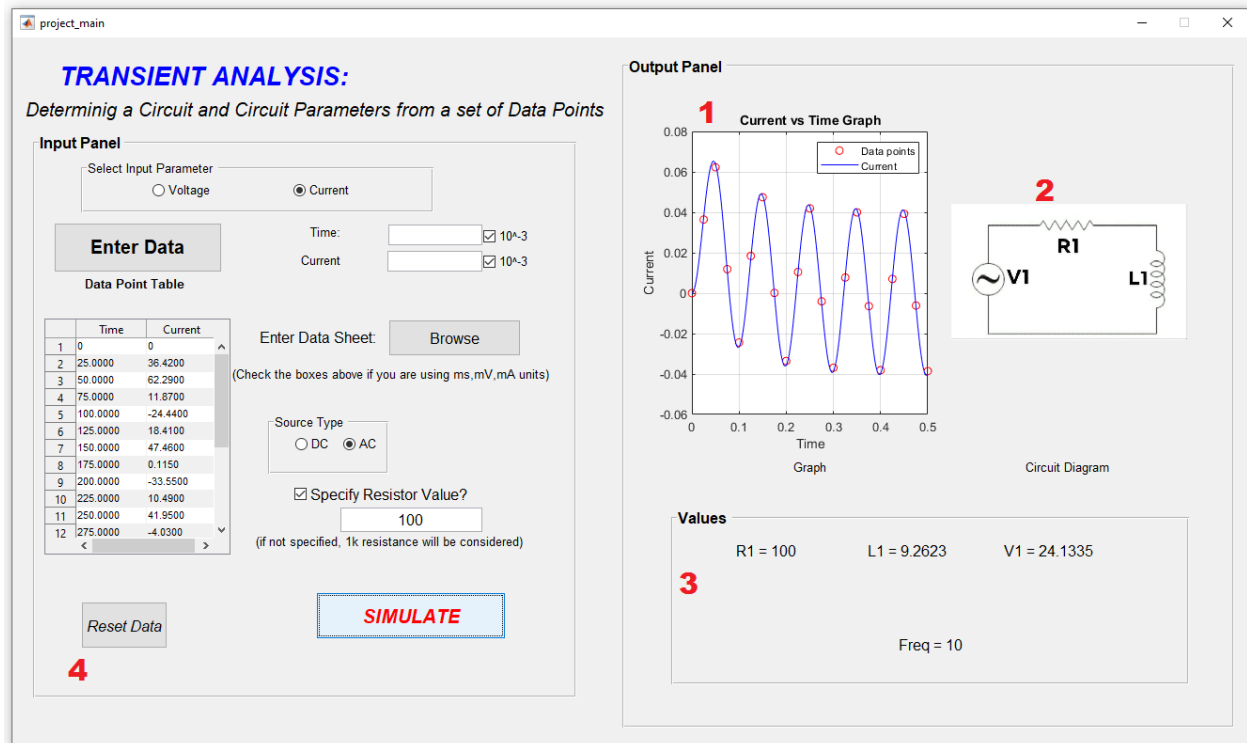 project_main
TRANSIENT ANALYSIS:
Determinig a Circuit and Circuit Parameters from a set of Data Points
Input Panel
Select Input Parameter
Voltage
Current
Enter Data
Time:
10^-3
Current
10^-3
Data Point Table
Time Current
1 0 0
2 25.0000 36.4200
3 50.0000 62.2900
4 75.0000 11.8700
5 100.0000 -24.4400
6 125.0000 18.4100
7 150.0000 47.4600
8 175.0000 0.1150
9 200.0000 -33.5500
10 225.0000 10.4900
11 250.0000 41.9500
12 275.0000 -4.0300
Enter Data Sheet:
Browse
(Check the boxes above if you are using ms,mV,mA units)
Source Type
DC
AC
Specify Resistor Value?
100
(if not specified, 1k resistance will be considered)
Reset Data
SIMULATE
4
Output Panel
1
Current vs Time Graph
Data points
Current
0.08
0.06
0.04
0.02
0
-0.02
-0.04
-0.06
Current
0 0.1 0.2 0.3 0.4 0.5
Time
Graph
2
R1
V1
L1
Circuit Diagram
Values
R1 = 100
L1 = 9.2623
V1 = 24.1335
3
Freq = 10